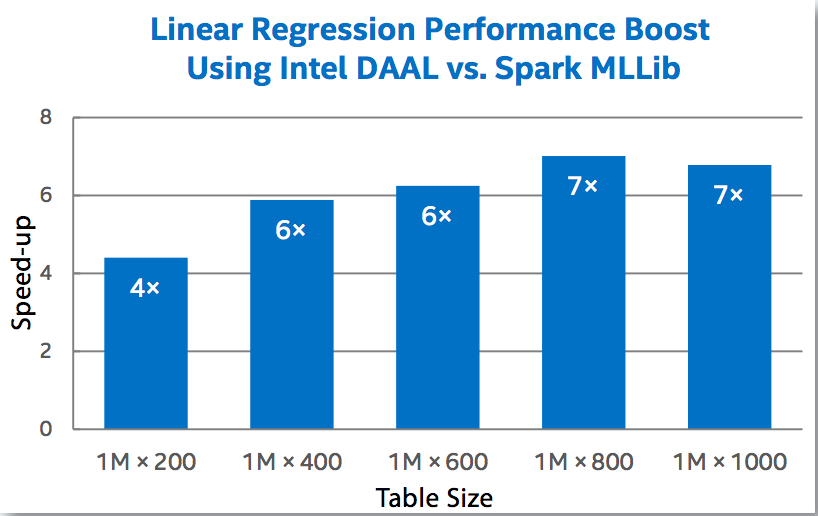 Linear Regression Performance Boost
Using Intel DAAL vs. Spark MLLib
8
6
4
2
0
Speed-up
4×
6×
6×
7×
7×
1M × 200
1M × 400
1M × 600
1M × 800
1M × 1000
Table Size